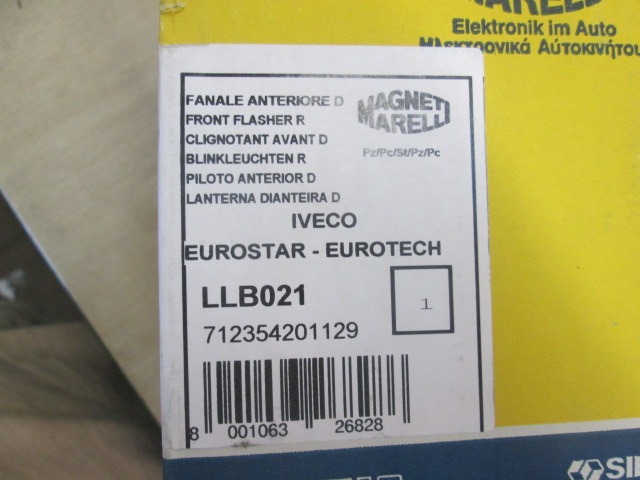 MARELLI
Elektronik im Auto
Ηλεκτρονικά Αύτοκινήτου
FANALE ANTERIORE D
FRONT FLASHER R
CLIGNOTANT AVANT D
BLINKLEUCHTEN R
PILOTO ANTERIOR D
LANTERNA DIANTEIRA D
MAGNETI
MARELLI
Pz/Pc/St/Pz/Pc
IVECO
EUROSTAR - EUROTECH
LLB021
1
712354201129
8 001063 26828